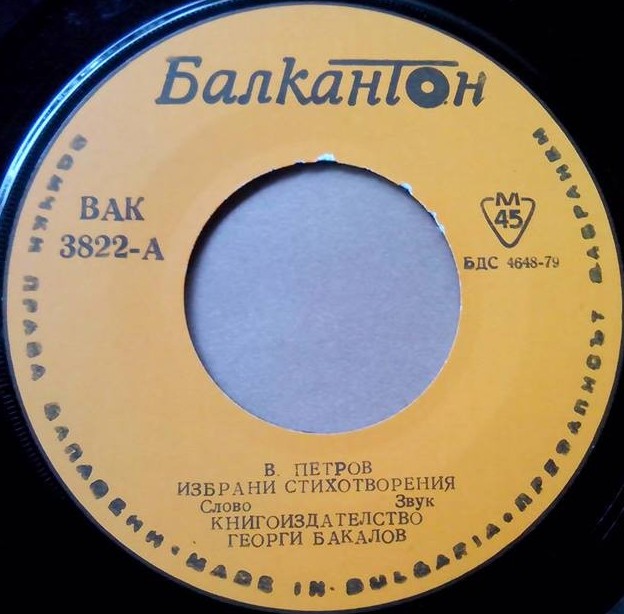 Балкантон
ВАК
3822-А
М
45
БДС 4648-79
В. ПЕТРОВ
ИЗБРАНИ СТИХОТВОРЕНИЯ
Слово Звук
КНИГОИЗДАТЕЛСТВО
ГЕОРГИ БАКАЛОВ
ВСИЧКИ ПРАВА ЗАПАЗЕНИ • MADE IN BULGARIA • ПРЕЗАПИСЪТ ЗАБРАНЕН